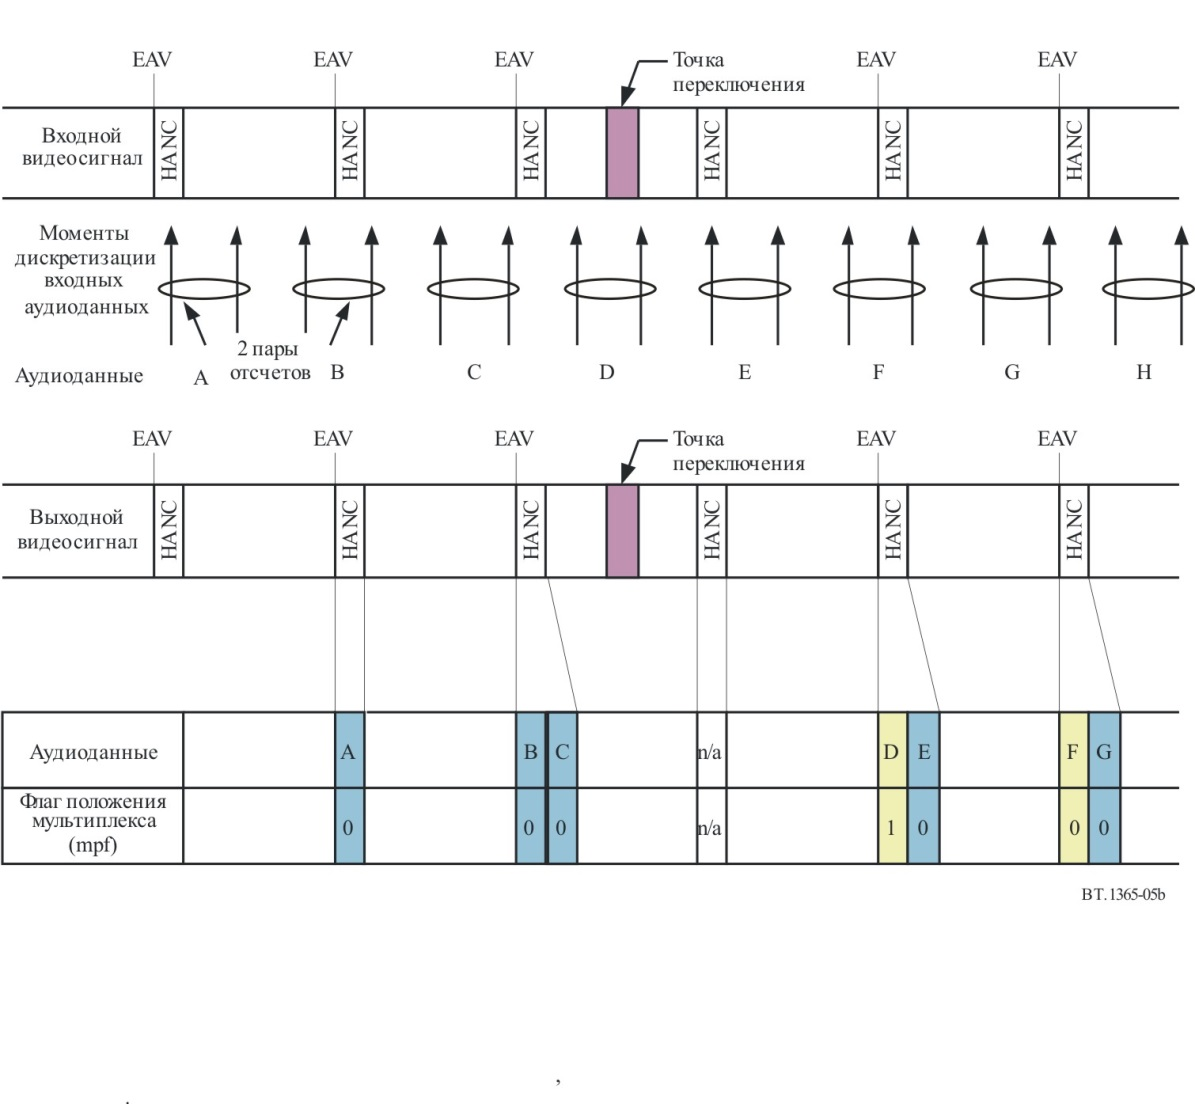 EAV EAV EAV Точка EAV EAV
переключения
Входной
видеосигнал
HANC HANC HANC HANC HANC HANC
Моменты
дискретизации
входных
аудиоданных
2 пары
отсчетов
Аудиоданные A B C D E F G H
EAV EAV EAV Точка EAV EAV
переключения
Выходной
видеосигнал
HANC HANC HANC HANC HANC HANC
Аудиоданные A B C n/a D E F G
Флаг положения
мультиплекса
(mpf)
0 0 0 n/a 1 0 0 0
BT.1365-05b
,
.